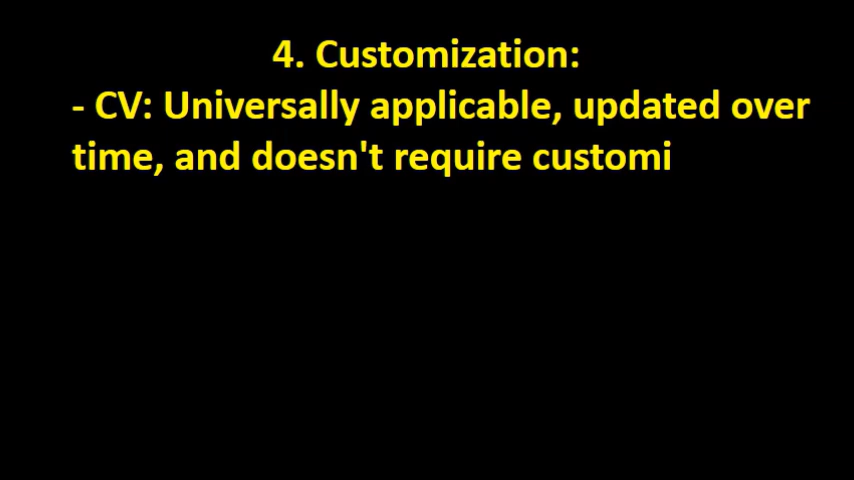 4. Customization:
- CV: Universally applicable, updated over
time, and doesn't require customi